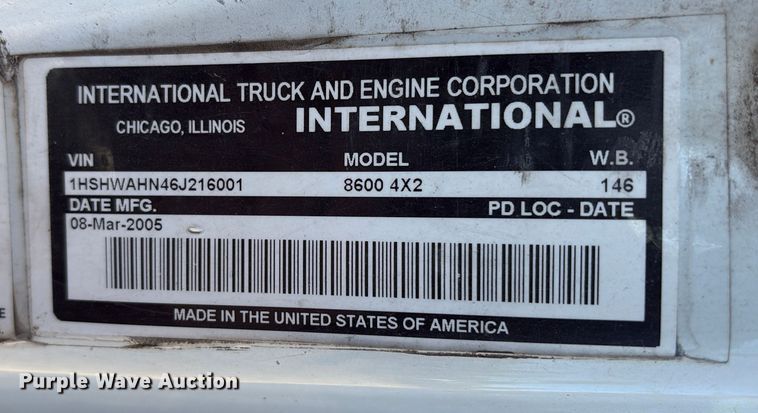 INTERNATIONAL TRUCK AND ENGINE CORPORATION
CHICAGO, ILLINOIS INTERNATIONAL®
VIN MODEL W.B.
1HSHWAHN46J216001 8600 4X2 146
DATE MFG. PD LOC - DATE
08-Mar-2005
MADE IN THE UNITED STATES OF AMERICA
E
Purple Wave Auction